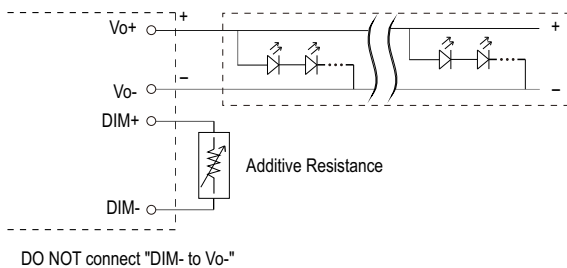 Vo+
+
+
Vo-
−
−
DIM+
Additive Resistance
DIM-
DO NOT connect "DIM- to Vo-"